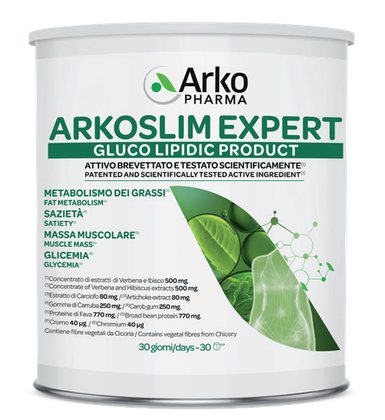 Arko
PHARMA
ARKOSLIM EXPERT
GLUCO LIPIDIC PRODUCT
ATTIVO BREVETTATO E TESTATO SCIENTIFICAMENTE⁽¹⁾
PATENTED AND SCIENTIFICALLY TESTED ACTIVE INGREDIENT⁽¹⁾
METABOLISMO DEI GRASSI
FAT METABOLISM
SAZIETÀ
SATIETY
MASSA MUSCOLARE
MUSCLE MASS
GLICEMIA
GLYCEMIA
Concentrato di estratti di Verbena e Ibisco 500 mg.
Concentrate of Verbena and Hibiscus extracts 500 mg.
Estratto di Carciofo 80 mg. / Artichoke extract 80 mg.
Gomma di Carruba 250 mg. / Carob gum 250 mg.
Proteine di Fava 770 mg. / Broad bean protein 770 mg.
Cromo 40 µg / Chromium 40 µg
Contiene fibre vegetali da Cicoria / Contains vegetal fibres from Chicory
30 giorni/days - 30